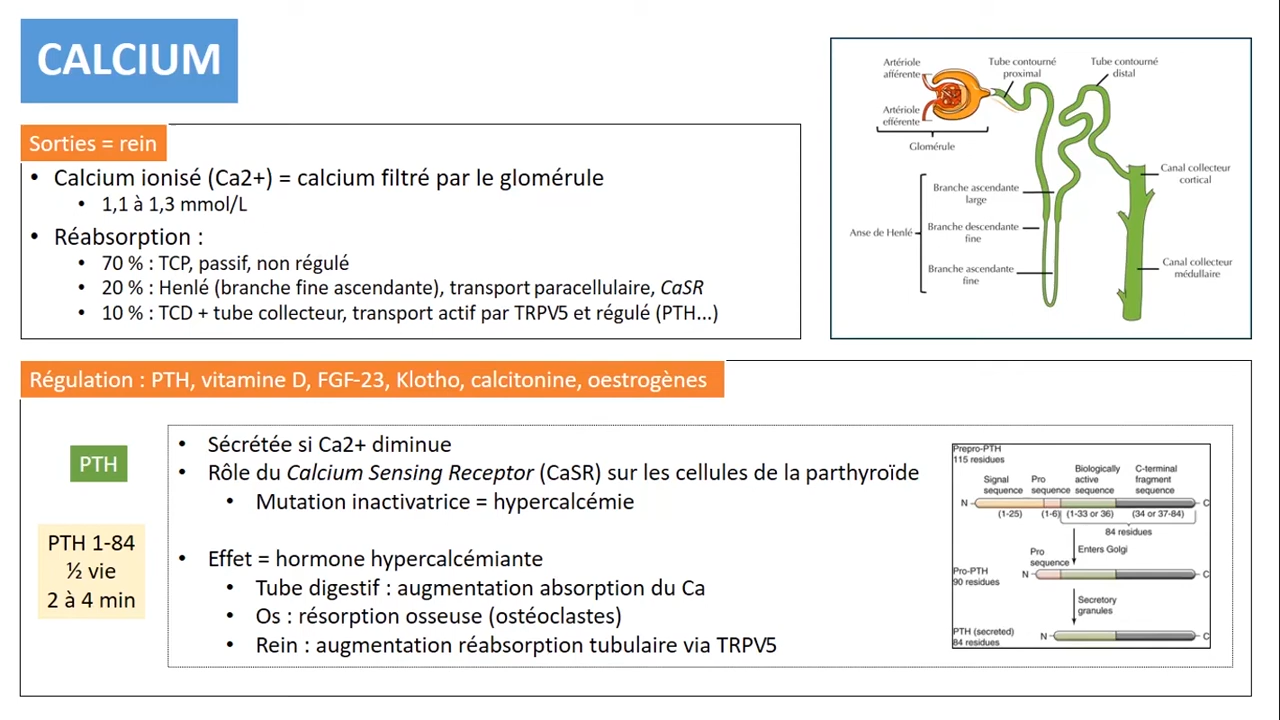 CALCIUM
Sorties = rein
• Calcium ionisé (Ca2+) = calcium filtré par le glomérule
• 1,1 à 1,3 mmol/L
• Réabsorption :
• 70 % : TCP, passif, non régulé
• 20 % : Henlé (branche fine ascendante), transport paracellulaire, CaSR
• 10 % : TCD + tube collecteur, transport actif par TRPV5 et régulé (PTH...)
Artériole
afférente
Tube contourné
proximal
Tube contourné
distal
Artériole
efférente
Glomérule
Canal collecteur
cortical
Branche ascendante
large
Anse de Henlé
Branche descendante
fine
Branche ascendante
fine
Canal collecteur
médullaire
Régulation : PTH, vitamine D, FGF-23, Klotho, calcitonine, oestrogènes
PTH
PTH 1-84
½ vie
2 à 4 min
• Sécrétée si Ca2+ diminue
• Rôle du Calcium Sensing Receptor (CaSR) sur les cellules de la parthyroïde
• Mutation inactivatrice = hypercalcémie
• Effet = hormone hypercalcémiante
• Tube digestif : augmentation absorption du Ca
• Os : résorption osseuse (ostéoclastes)
• Rein : augmentation réabsorption tubulaire via TRPV5
Prepro-PTH
115 residues
Signal
sequence
Pro
sequence
Biologically
active
sequence
C-terminal
fragment
sequence
N
C
(1-25)
(1-6)
(1-33 or 36)
(34 or 37-84)
84 residues
Enters Golgi
Pro
sequence
Pro-PTH
90 residues
N
C
Secretory
granules
PTH (secreted)
84 residues
N
C